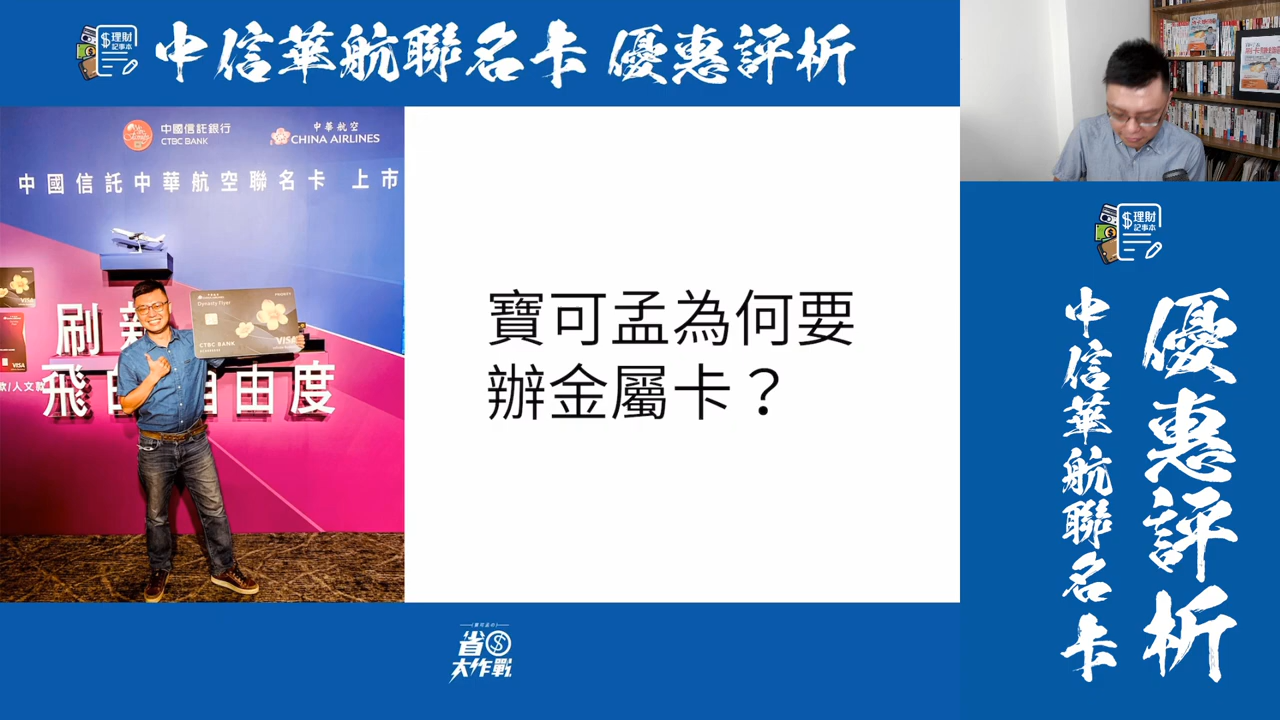 $理財
記事本
中信華航聯名卡 優惠評析
中國信託銀行
CTBC BANK
中華航空
CHINA AIRLINES
中國信託中華航空聯名卡 上市
Dynasty Flyer
CTBC BANK
VISA
VISA
刷新
飛的自由度
寶可孟為何要
辦金屬卡？
$理財
記事本
優惠評析
中信華航聯名卡
省$
大作戰